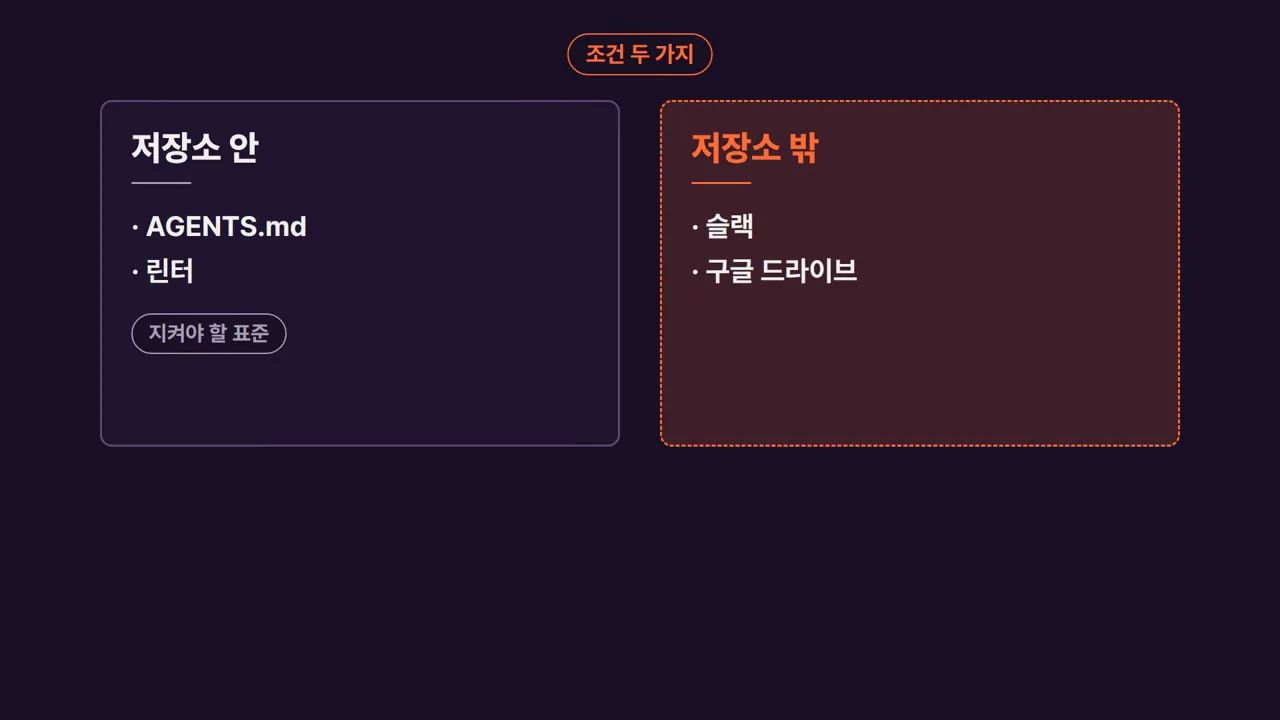 조건 두 가지
저장소 안
· AGENTS.md
· 린터
지켜야 할 표준
저장소 밖
· 슬랙
· 구글 드라이브